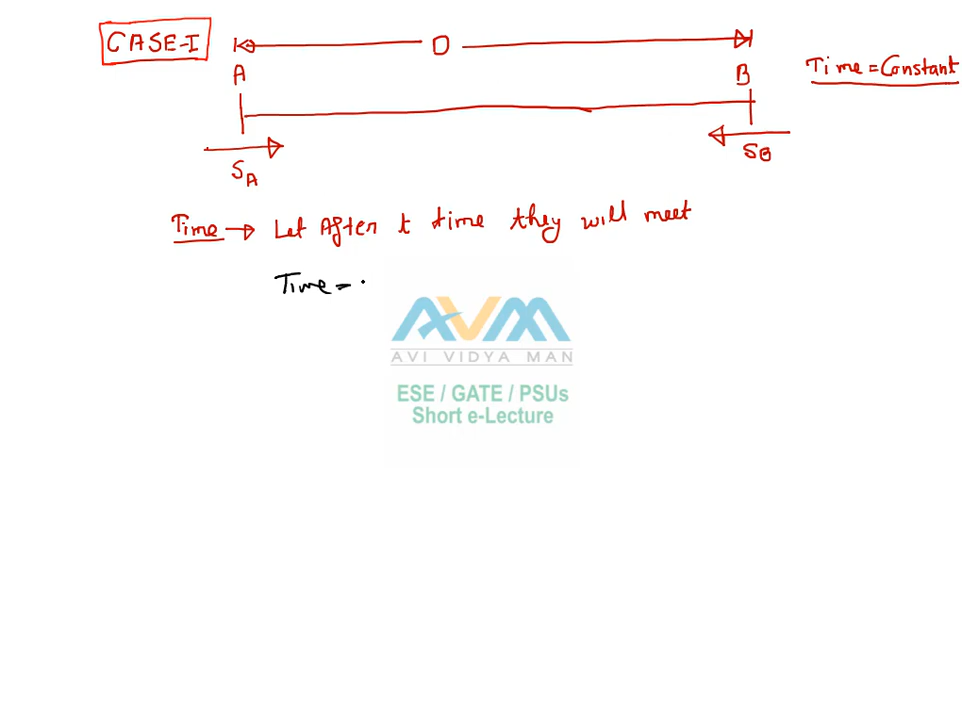 CASE-I
D
A
B
Time = Constant
SA
SB
Time → Let After t time they will meet
Time = .
AVM
AVI VIDYA MAN
ESE / GATE / PSUs
Short e-Lecture